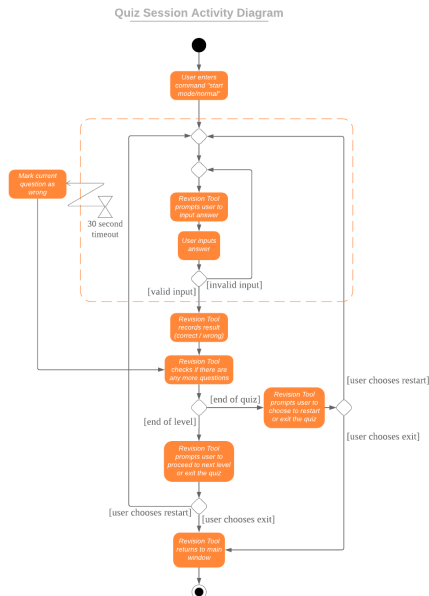 Quiz Session Activity Diagram
User enters
command "start
mode/normal"
Mark current
question as
wrong
30 second
timeout
Revision Tool
prompts user to
input answer
User inputs
answer
[invalid input]
[valid input]
Revision Tool
records result
(correct / wrong)
Revision Tool
checks if there are
any more questions
[user chooses restart]
[end of quiz]
Revision Tool
prompts user to
choose to restart
or exit the quiz
[end of level]
[user chooses exit]
Revision Tool
prompts user to
proceed to next level
or exit the quiz
[user chooses restart]
[user chooses exit]
Revision Tool
returns to main
window